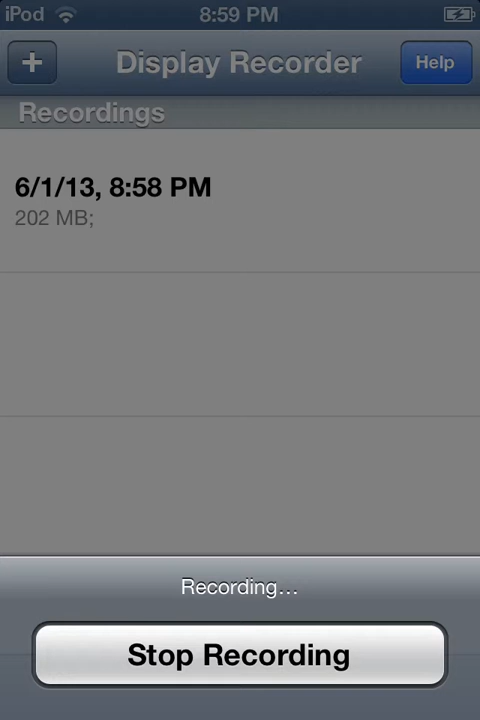 iPod 8:59 PM
+ Display Recorder Help
Recordings
6/1/13, 8:58 PM
202 MB;
Recording...
Stop Recording